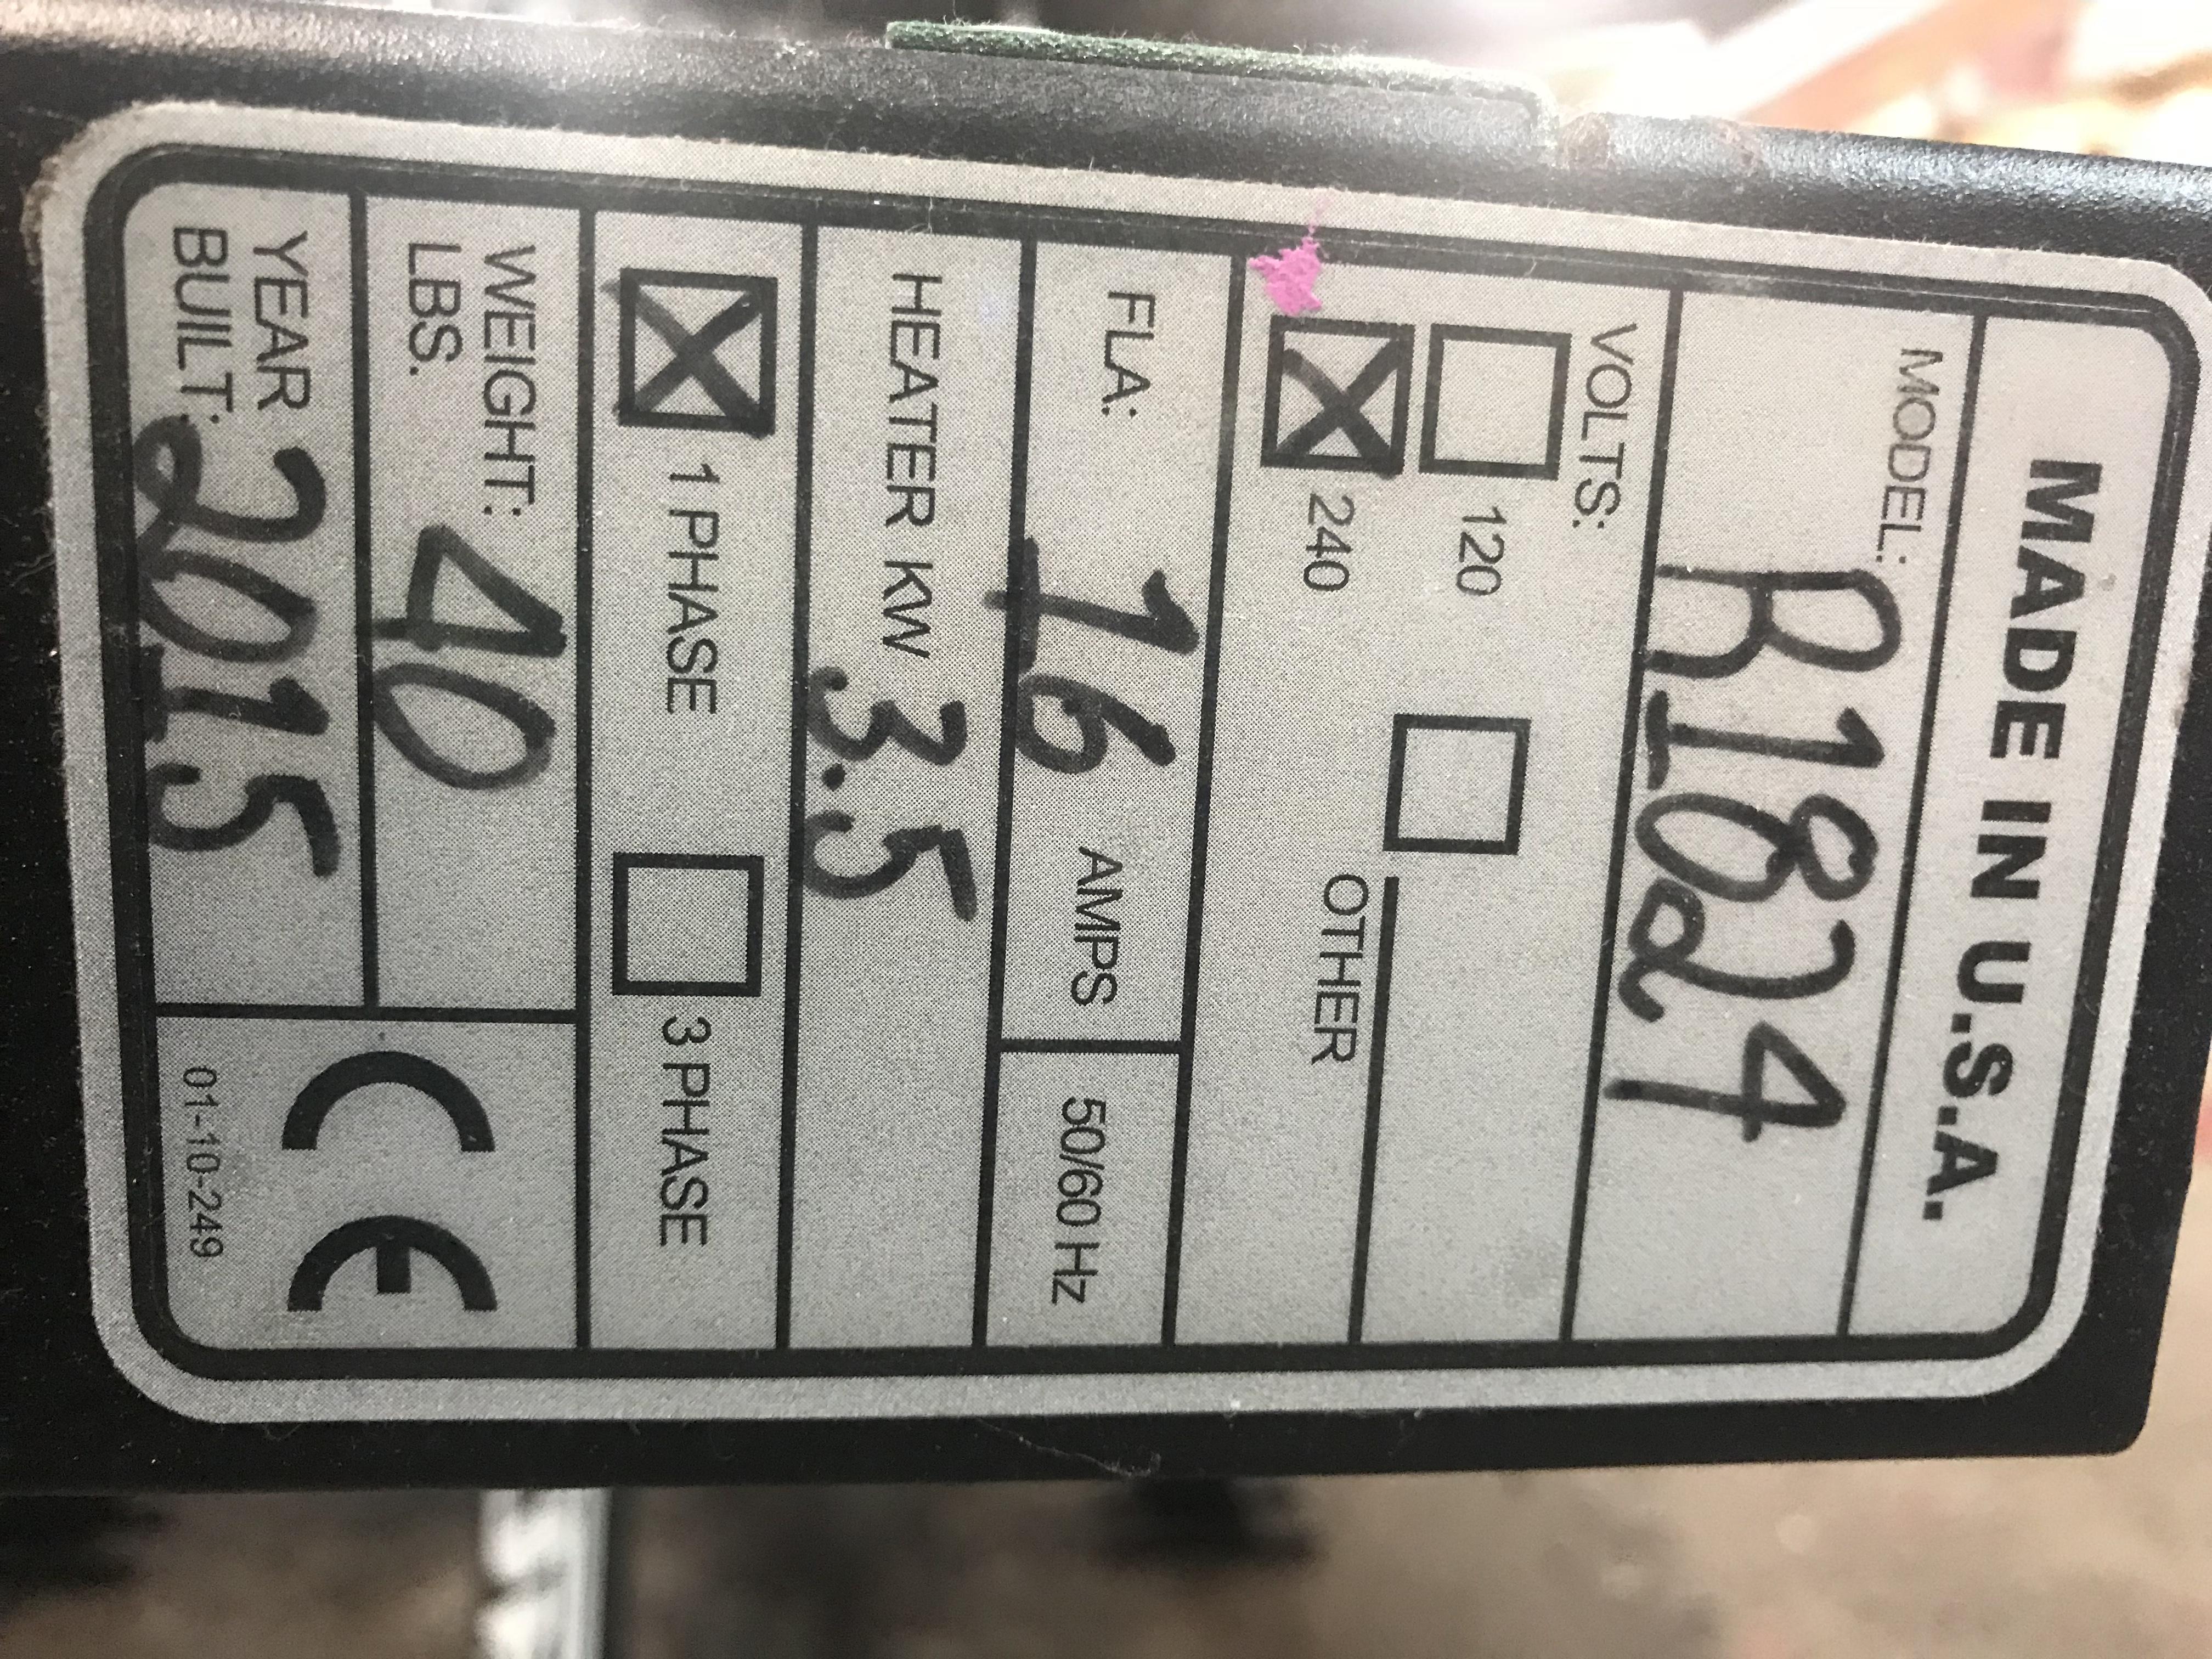 MADE IN U.S.A.
MODEL: R1824
VOLTS:
120
240
OTHER
FLA: 16 AMPS 50/60 Hz
HEATER KW 3.5
1 PHASE 3 PHASE
WEIGHT: 40
LBS.
YEAR 2015
BUILT:
CE
01-10-249